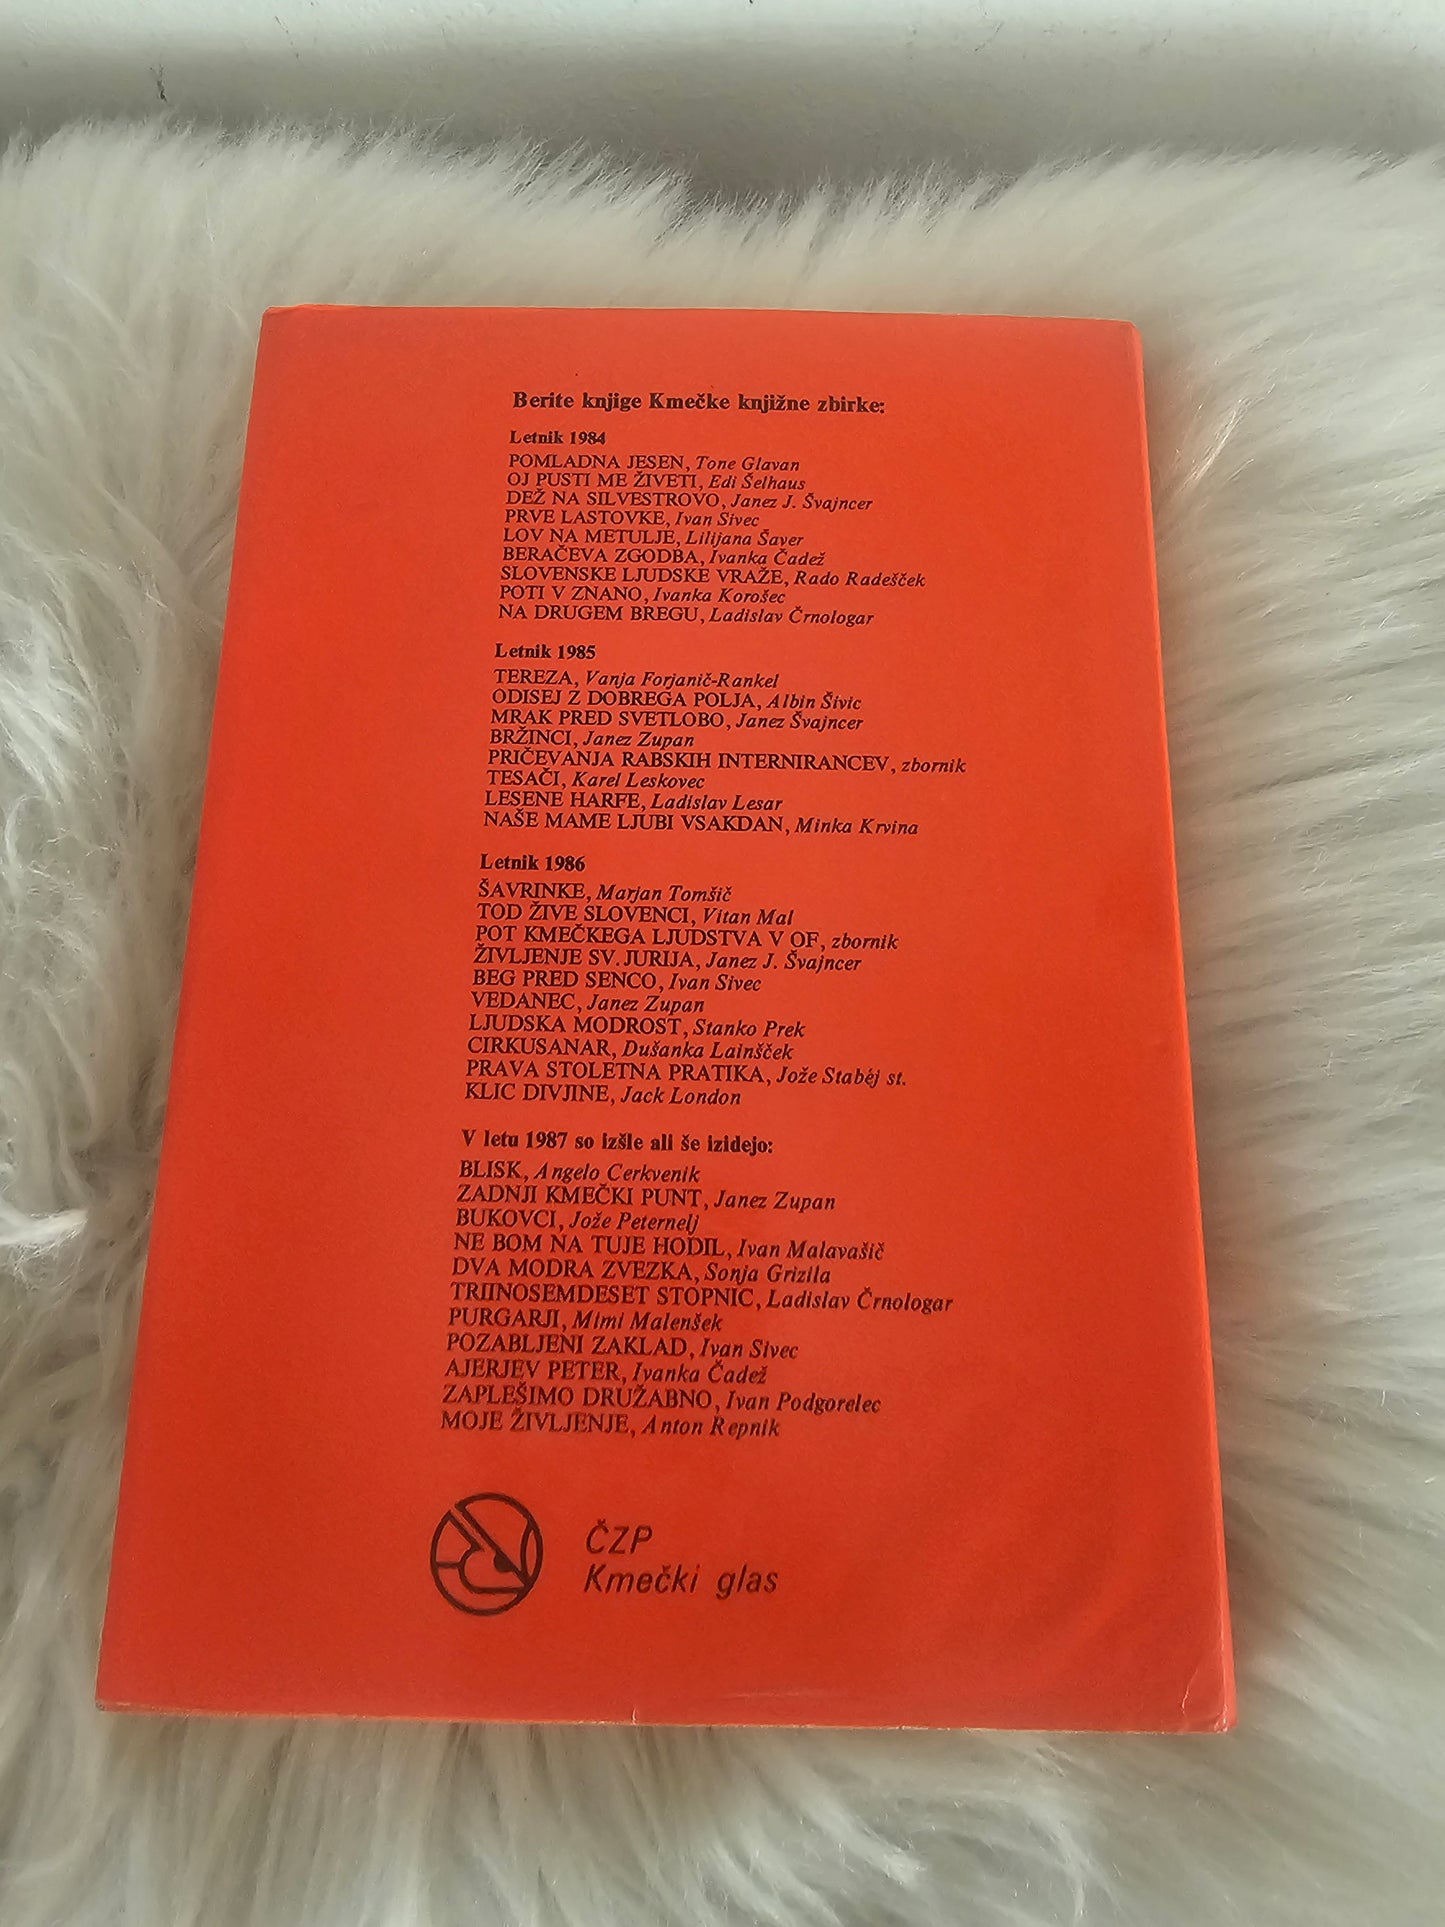 Berite knjige Kmečke knjižne zbirke:
Letnik 1984
POMLADNA JESEN, Tone Glavan
OJ PUSTI ME ŽIVETI, Edi Šelhaus
DEŽ NA SILVESTROVO, Janez J. Švajncer
PRVE LASTOVKE, Ivan Sivec
LOV NA METULJE, Lilijana Šaver
BERAČEVA ZGODBA, Ivanka Čadež
SLOVENSKE LJUDSKE VRAŽE, Rado Radešček
POTI V ZNANO, Ivanka Korošec
NA DRUGEM BREGU, Ladislav Črnologar
Letnik 1985
TEREZA, Vanja Forjanič-Rankel
ODISEJ Z DOBREGA POLJA, Albin Šivic
MRAK PRED SVETLOBO, Janez Švajncer
BRŽINCI, Janez Zupan
PRIČEVANJA RABSKIH INTERNIRANCEV, zbornik
TESAČI, Karel Leskovec
LESENE HARFE, Ladislav Lesar
NAŠE MAME LJUBI VSAKDAN, Minka Krvina
Letnik 1986
ŠAVRINKE, Marjan Tomšič
TOD ŽIVE SLOVENCI, Vitan Mal
POT KMEČKEGA LJUDSTVA V OF, zbornik
ŽIVLJENJE SV. JURIJA, Janez J. Švajncer
BEG PRED SENCO, Ivan Sivec
VEDANEC, Janez Zupan
LJUDSKA MODROST, Stanko Prek
CIRKUSANAR, Dušanka Lainšček
PRAVA STOLETNA PRATIKA, Jože Stabéj st.
KLIC DIVJINE, Jack London
V letu 1987 so izšle ali še izidejo:
BLISK, Angelo Cerkvenik
ZADNJI KMEČKI PUNT, Janez Zupan
BUKOVCI, Jože Peternelj
NE BOM NA TUJE HODIL, Ivan Malavašič
DVA MODRA ZVEZKA, Sonja Grizila
TRIINOSEMDESET STOPNIC, Ladislav Črnologar
PURGARJI, Mimi Malenšek
POZABLJENI ZAKLAD, Ivan Sivec
AJERJEV PETER, Ivanka Čadež
ZAPLEŠIMO DRUŽABNO, Ivan Podgorelec
MOJE ŽIVLJENJE, Anton Repnik
ČZP
Kmečki glas